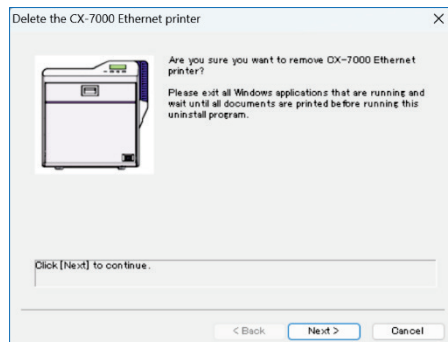 Delete the CX-7000 Ethernet printer
Are you sure you want to remove CX-7000 Ethernet
printer?
Please exit all Windows applications that are running and
wait until all documents are printed before running this
uninstall program.
Click [Next] to continue.
< Back
Next >
Cancel